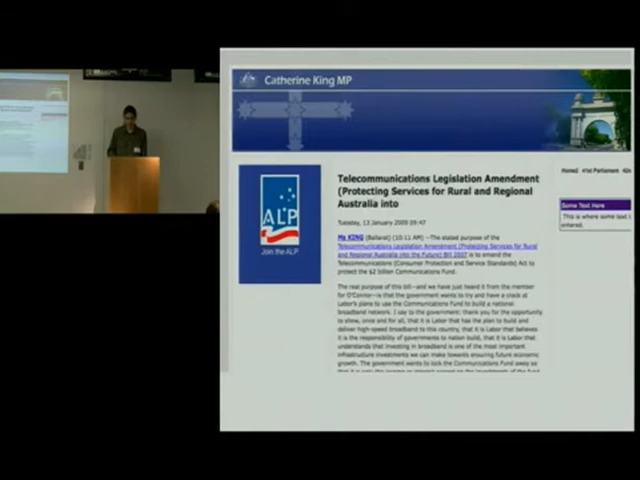 Catherine King MP
Telecommunications Legislation Amendment
(Protecting Services for Rural and Regional
Australia into
Home2 41st Parliament
Tuesday, 13 January 2009 09:47
Some Text Here
This is where some text is
entered.
ALP
Join the ALP
Ms KING (Ballarat) (10:11 AM) —The stated purpose of the
Telecommunications Legislation Amendment (Protecting Services for Rural
and Regional Australia into the Future) Bill 2007 is to amend the
Telecommunications (Consumer Protection and Service Standards) Act to
protect the $2 billion Communications Fund.
The real purpose of this bill—and we have just heard it from the member
for O'Connor—is that the government wants to try and have a crack at
Labor's plans to use the Communications Fund to build a national
broadband network. I say to the government: thank you for the opportunity
to show, once and for all, that it is Labor that has the plan to build and
deliver high-speed broadband to this country, that it is Labor that believes
it is the responsibility of governments to nation build, that it is Labor that
understands that investing in broadband is one of the most important
infrastructure investments we can make towards ensuring future economic
growth. The government wants to lock the Communications Fund away so